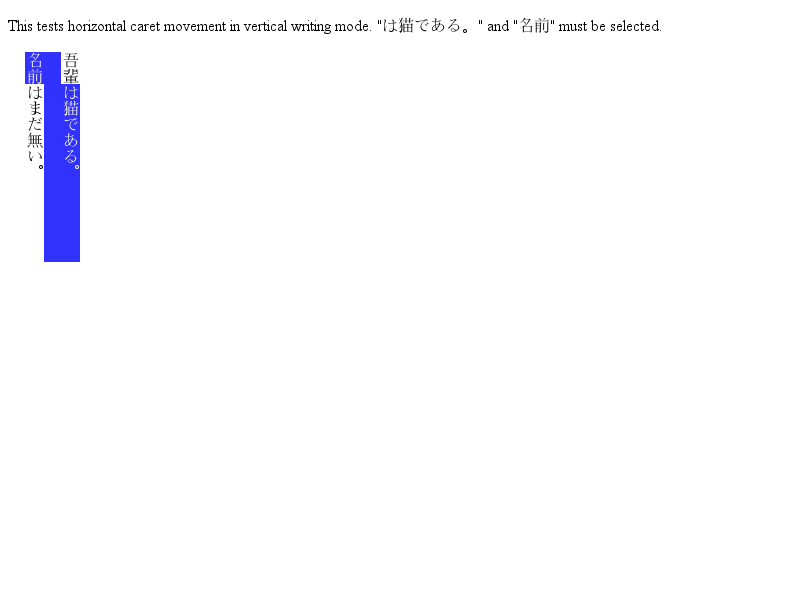 This tests horizontal caret movement in vertical writing mode. "は猫である。" and "名前" must be selected.
吾輩は猫である。
名前はまだ無い。